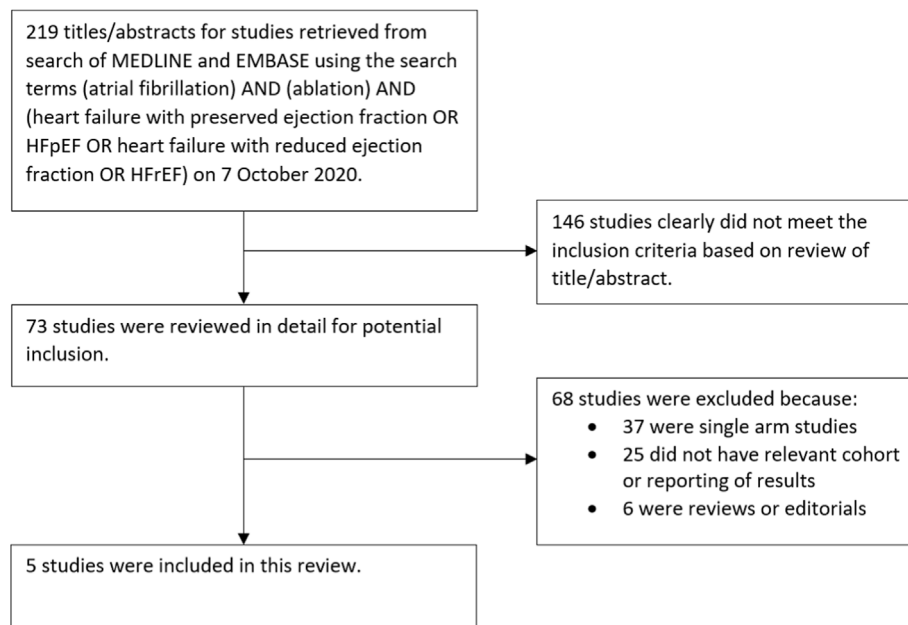 219 titles/abstracts for studies retrieved from
search of MEDLINE and EMBASE using the search
terms (atrial fibrillation) AND (ablation) AND
(heart failure with preserved ejection fraction OR
HFpEF OR heart failure with reduced ejection
fraction OR HFrEF) on 7 October 2020.
146 studies clearly did not meet the
inclusion criteria based on review of
title/abstract.
73 studies were reviewed in detail for potential
inclusion.
68 studies were excluded because:
• 37 were single arm studies
• 25 did not have relevant cohort
or reporting of results
• 6 were reviews or editorials
5 studies were included in this review.